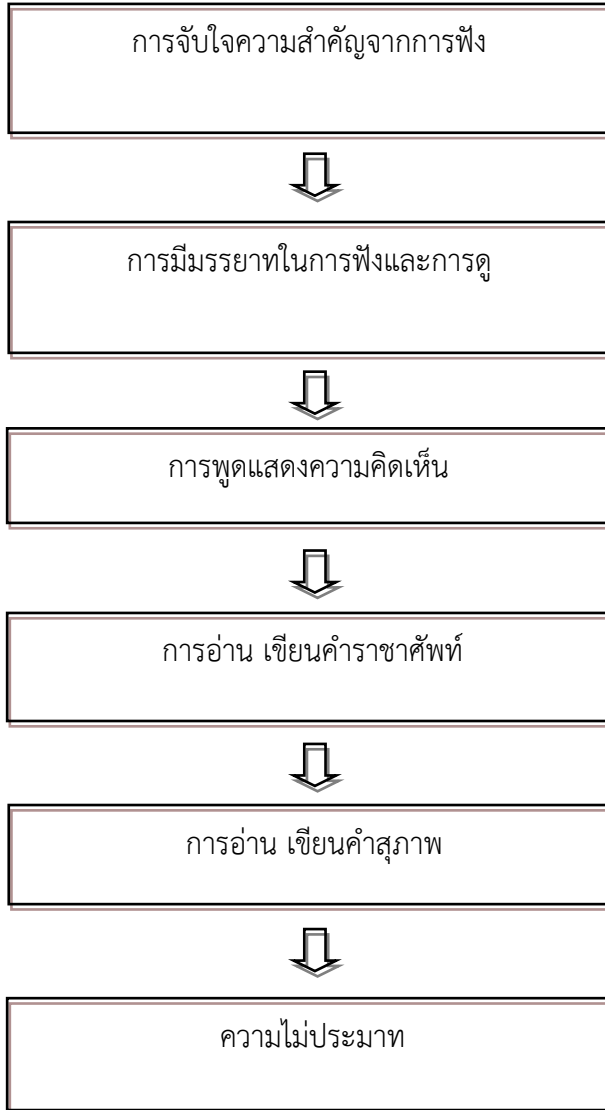 การจับใจความสำคัญจากการฟัง
การมีมรรยาทในการฟังและการดู
การพูดแสดงความคิดเห็น
การอ่าน เขียนคำราชาศัพท์
การอ่าน เขียนคำสุภาพ
ความไม่ประมาท